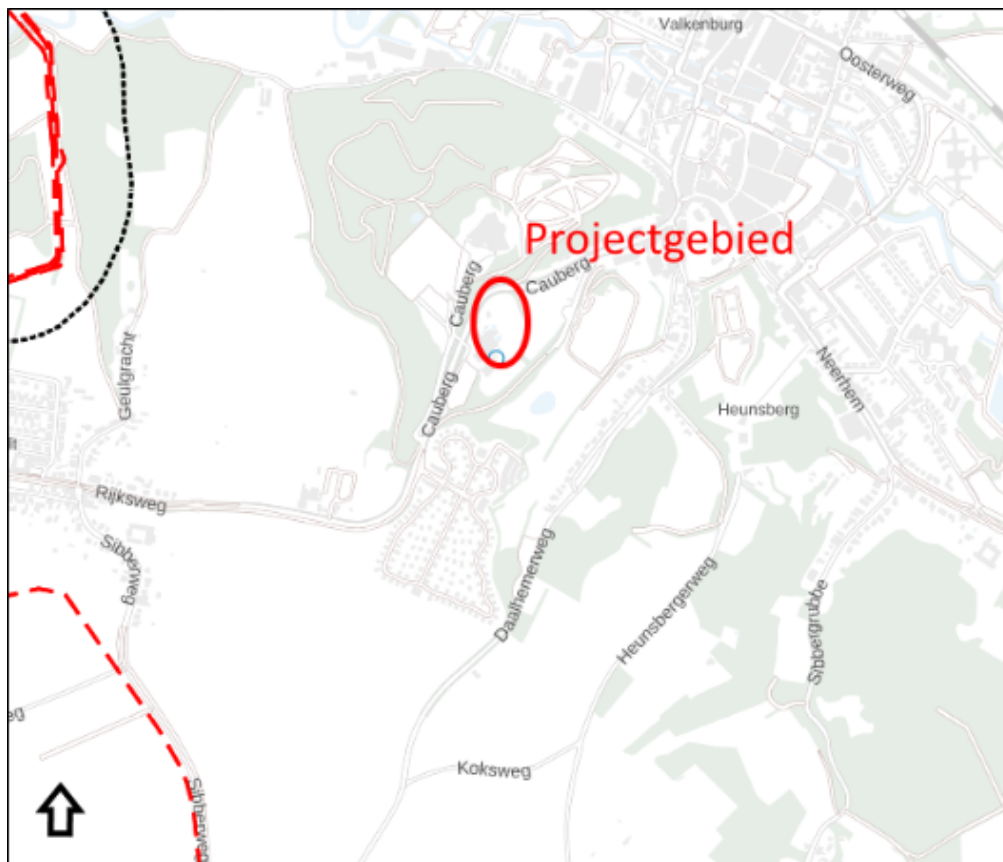 Valkenburg
Oosterweg
Projectgebied
Cauberg
Cauberg
Cauberg
Geulgracht
Neerhem
Heunsberg
Rijksweg
Sibberweg
Daalhemerweg
Heunsbergerweg
Sibbergrubbe
Koksweg
Sibberweg